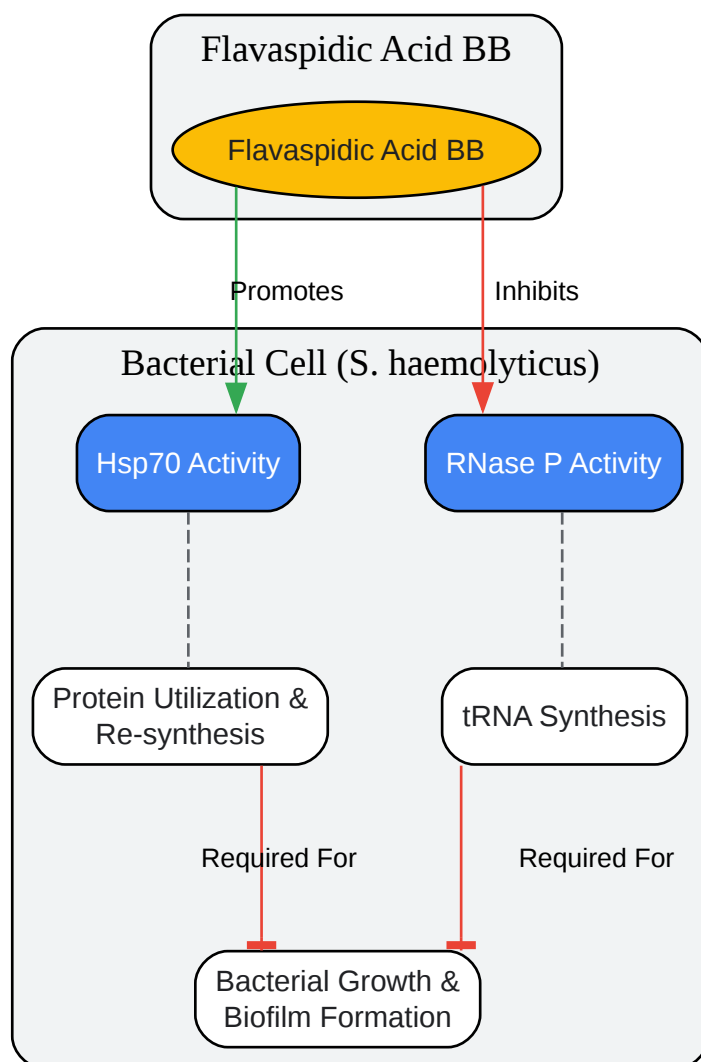 Flavaspidic Acid BB
Flavaspidic Acid BB
Promotes
Inhibits
Bacterial Cell (S. haemolyticus)
Hsp70 Activity
RNase P Activity
Protein Utilization &
Re-synthesis
tRNA Synthesis
Required For
Required For
Bacterial Growth &
Biofilm Formation